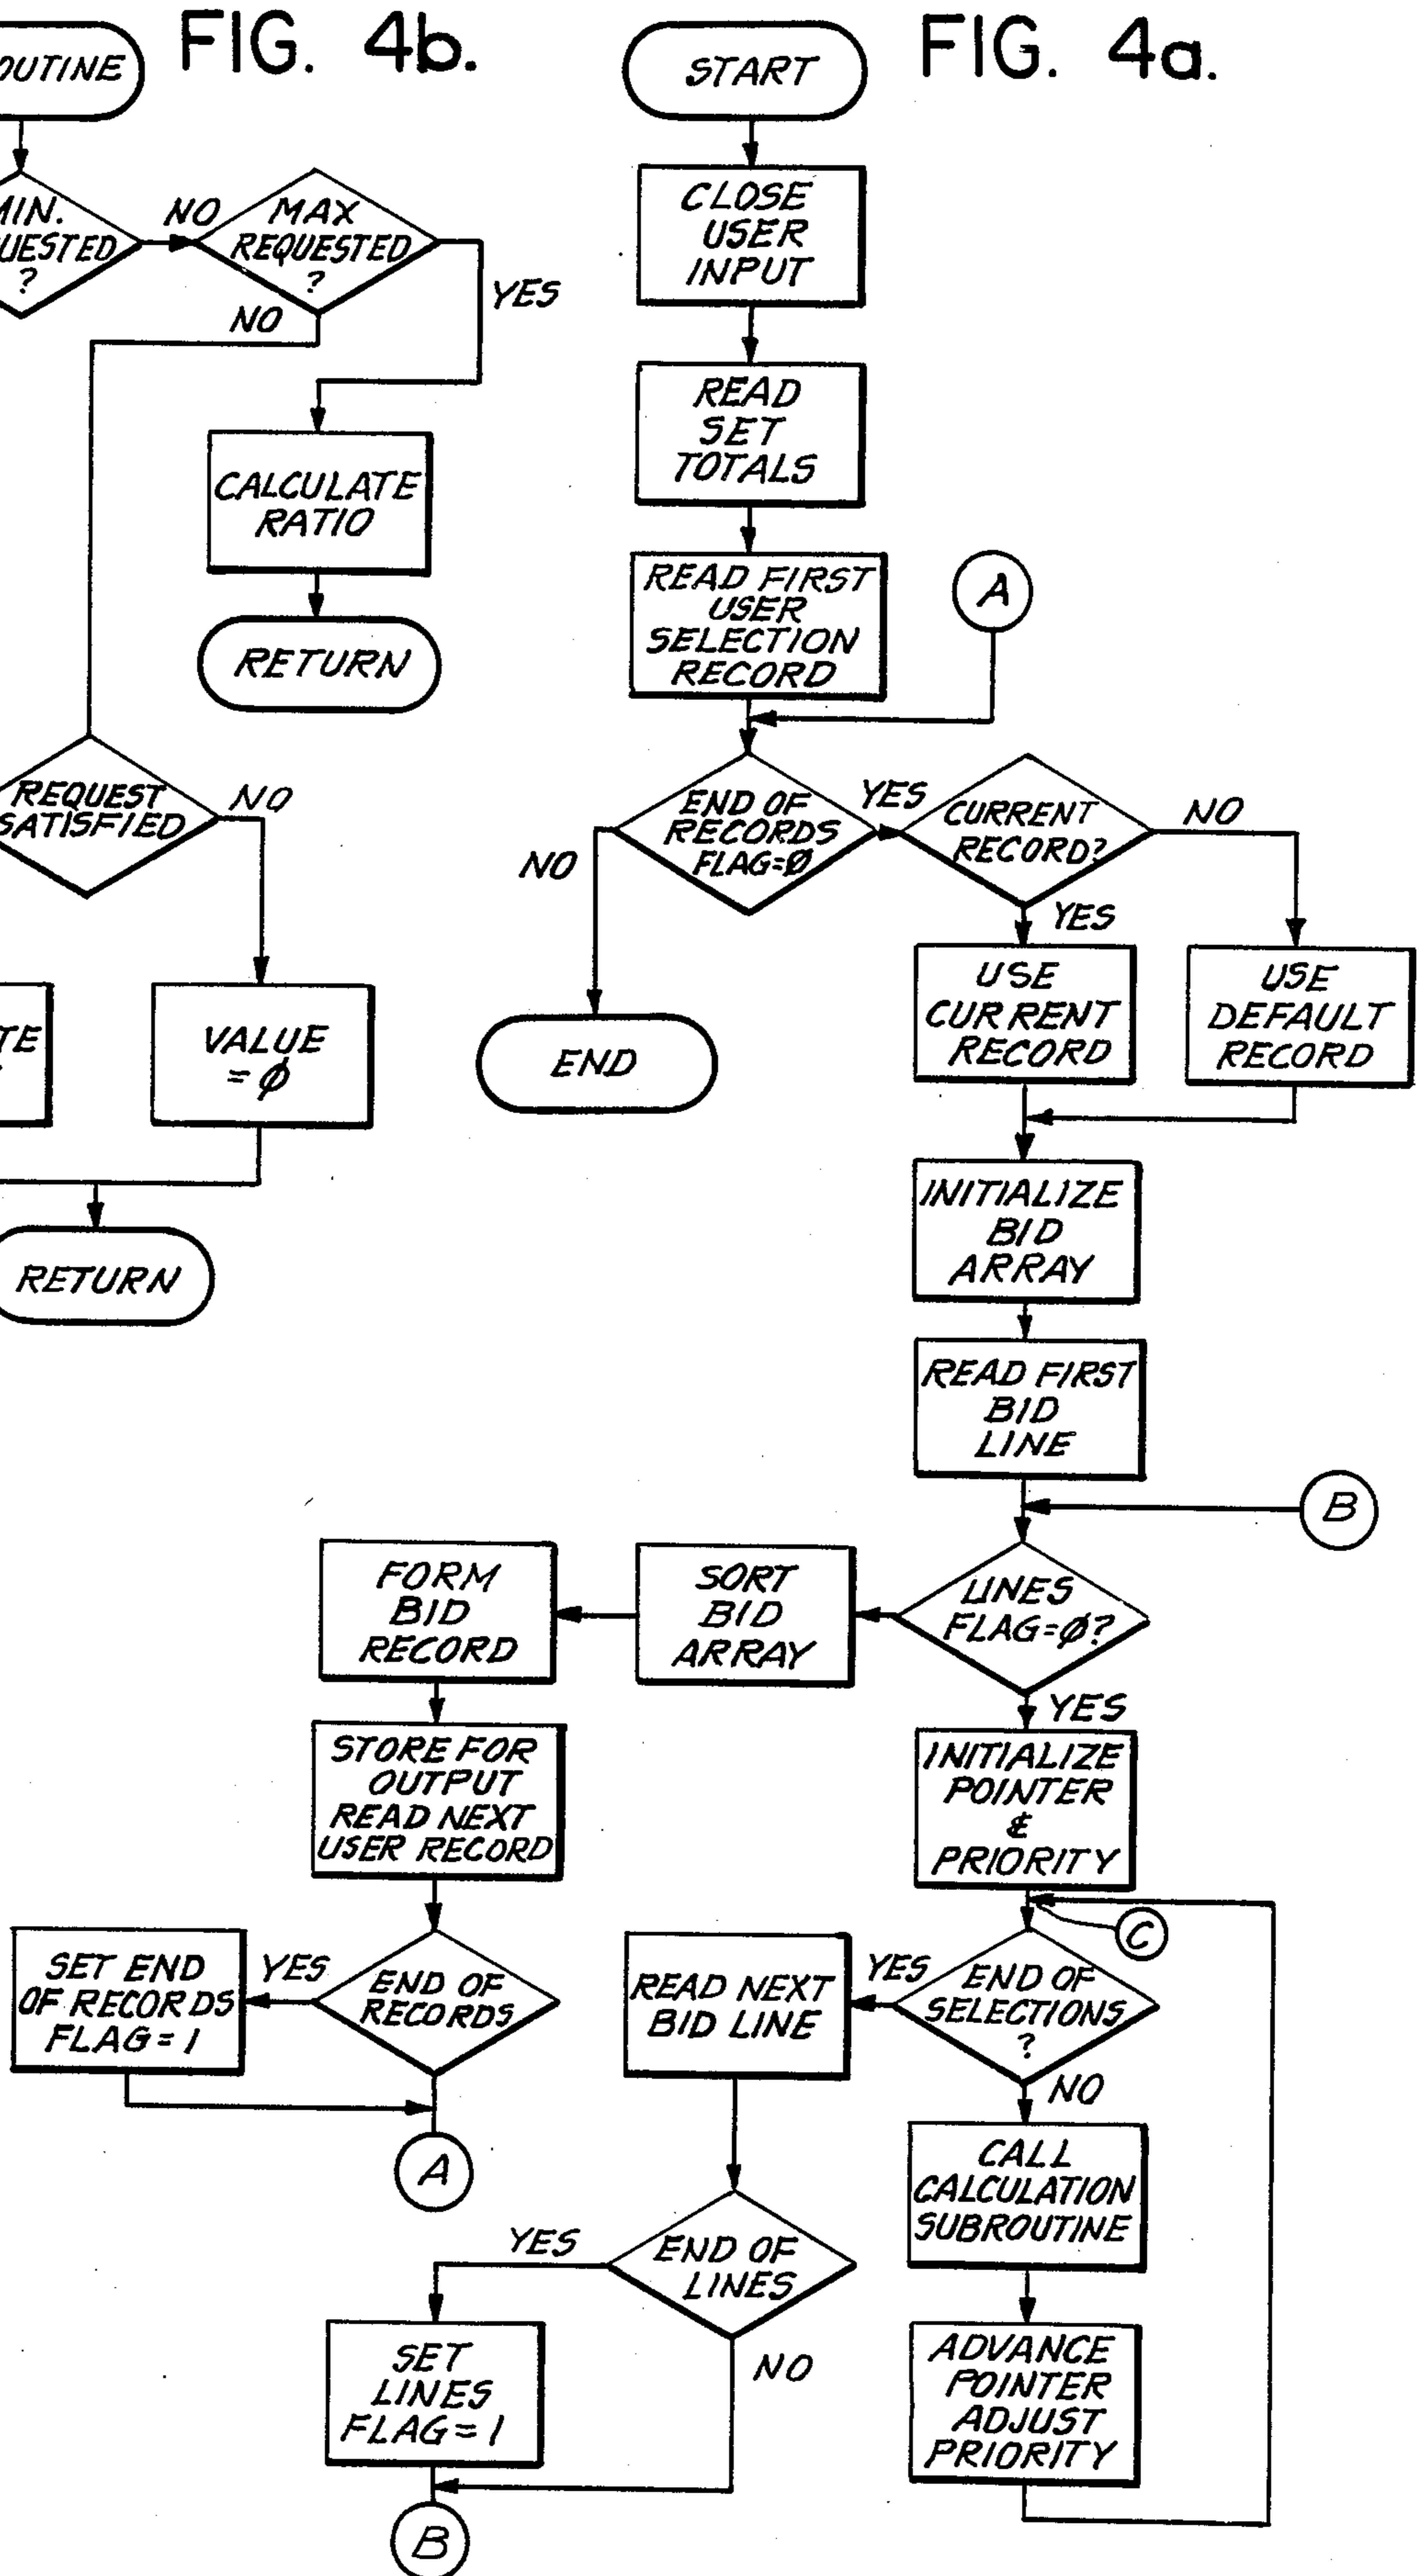 FIG. 4b.
OUTINE
MIN.
QUESTED
?
NO
MAX
REQUESTED
?
YES
NO
CALCULATE
RATIO
RETURN
REQUEST
SATISFIED
NO
TE
VALUE
= ∅
RETURN
FIG. 4a.
START
CLOSE
USER
INPUT
READ
SET
TOTALS
READ FIRST
USER
SELECTION
RECORD
A
END OF
RECORDS
FLAG=∅
NO
END
YES
CURRENT
RECORD?
NO
YES
USE
CURRENT
RECORD
USE
DEFAULT
RECORD
INITIALIZE
BID
ARRAY
READ FIRST
BID
LINE
B
LINES
FLAG=∅?
SORT
BID
ARRAY
FORM
BID
RECORD
STORE FOR
OUTPUT
READ NEXT
USER RECORD
END OF
RECORDS
YES
SET END
OF RECORDS
FLAG = 1
A
YES
INITIALIZE
POINTER
&
PRIORITY
C
END OF
SELECTIONS
?
YES
READ NEXT
BID LINE
END OF
LINES
YES
SET
LINES
FLAG = 1
NO
B
NO
CALL
CALCULATION
SUBROUTINE
ADVANCE
POINTER
ADJUST
PRIORITY